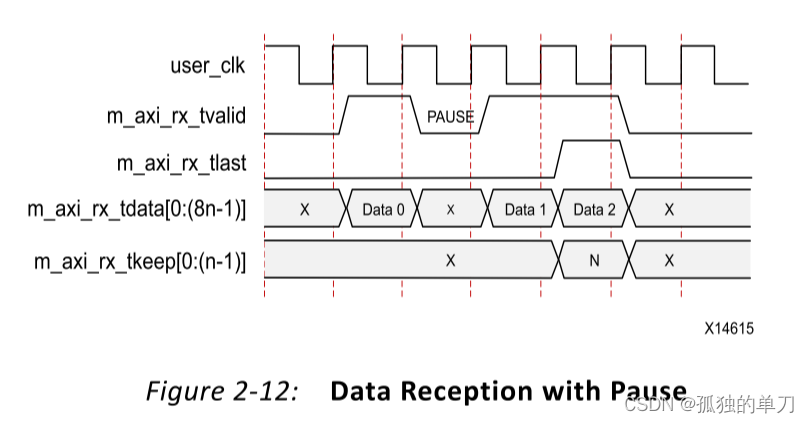 user_clk
m_axi_rx_tvalid PAUSE
m_axi_rx_tlast
m_axi_rx_tdata[0:(8n-1)] X Data 0 X Data 1 Data 2 X
m_axi_rx_tkeep[0:(n-1)] X N X
X14615
Figure 2-12: Data Reception with Pause
CSDN @孤独的单刀